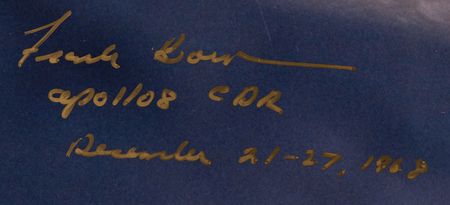 Frank Borman
Apollo 8 CDR
December 21-27, 1968